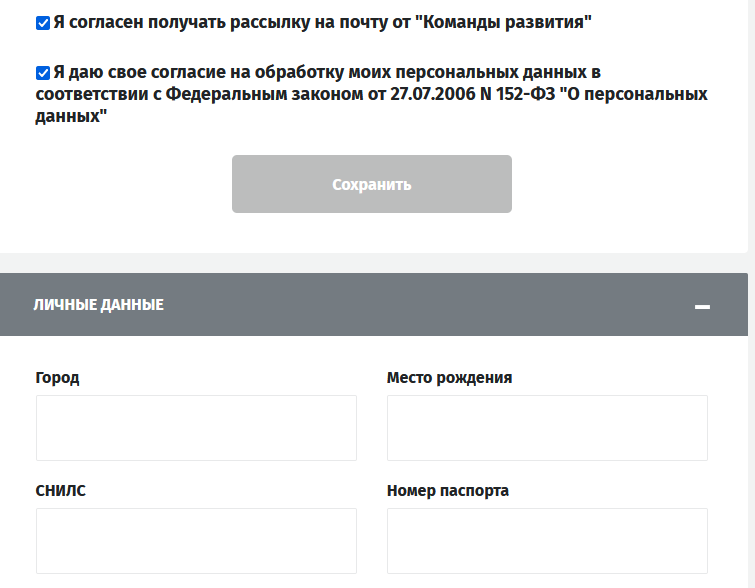 Я согласен получать рассылку на почту от "Команды развития"
Я даю свое согласие на обработку моих персональных данных в
соответствии с Федеральным законом от 27.07.2006 N 152-ФЗ "О персональных
данных"
Сохранить
ЛИЧНЫЕ ДАННЫЕ
Город
Место рождения
СНИЛС
Номер паспорта